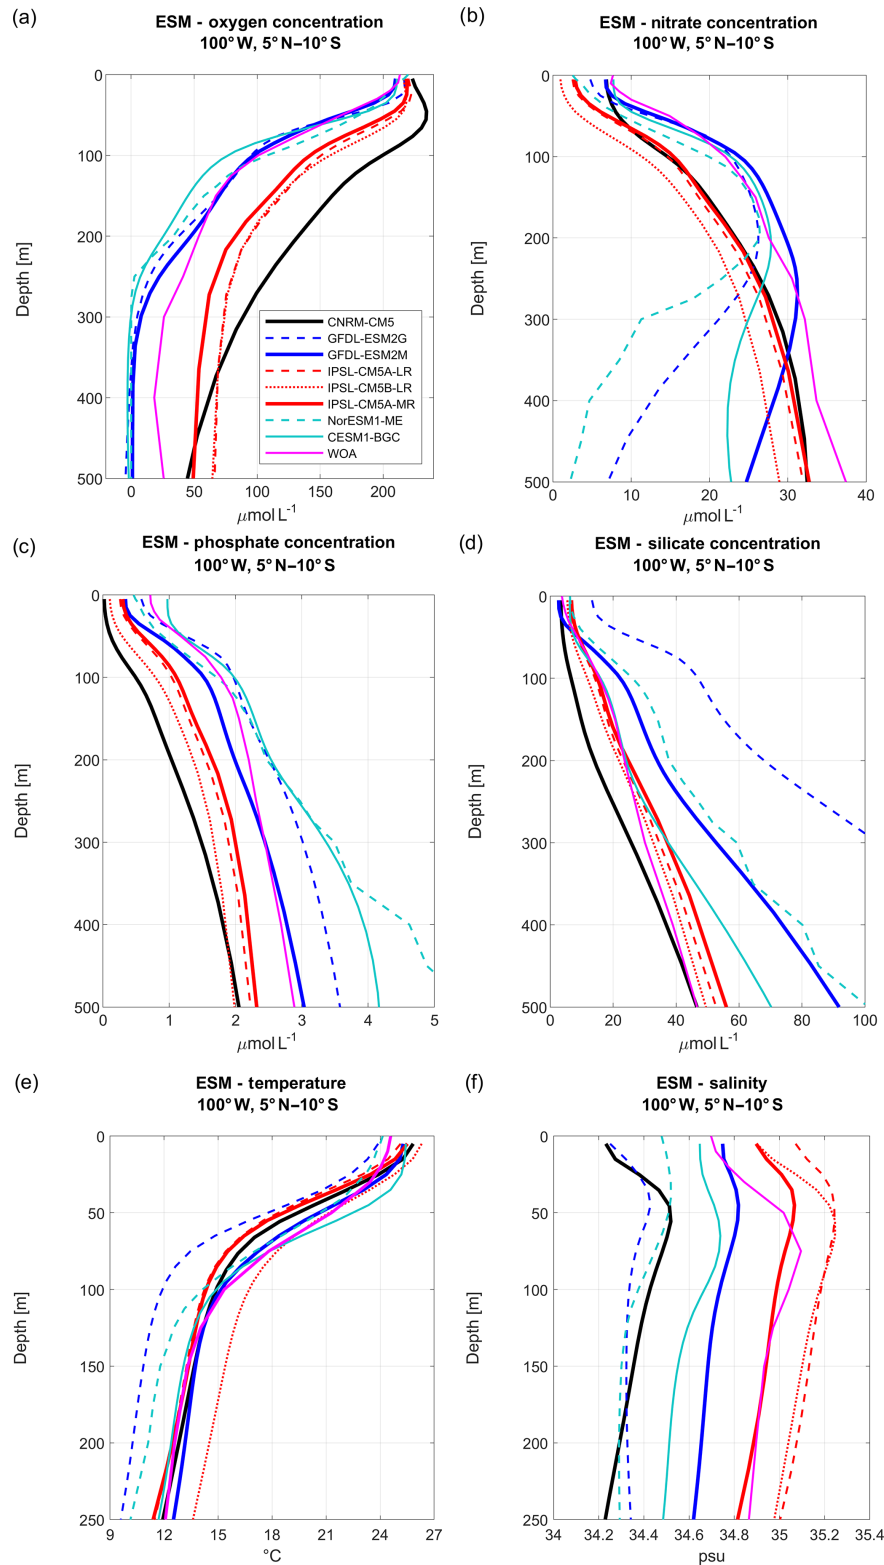 (a)
ESM - oxygen concentration
100° W, 5° N–10° S
0
100
200
300
400
500
Depth [m]
0 50 100 150 200
μmol L-1
CNRM-CM5
GFDL-ESM2G
GFDL-ESM2M
IPSL-CM5A-LR
IPSL-CM5B-LR
IPSL-CM5A-MR
NorESM1-ME
CESM1-BGC
WOA
(b)
ESM - nitrate concentration
100° W, 5° N–10° S
0
100
200
300
400
500
Depth [m]
0 10 20 30 40
μmol L-1
(c)
ESM - phosphate concentration
100° W, 5° N–10° S
0
100
200
300
400
500
Depth [m]
0 1 2 3 4 5
μmol L-1
(d)
ESM - silicate concentration
100° W, 5° N–10° S
0
100
200
300
400
500
Depth [m]
0 20 40 60 80 100
μmol L-1
(e)
ESM - temperature
100° W, 5° N–10° S
0
50
100
150
200
250
Depth [m]
9 12 15 18 21 24 27
°C
(f)
ESM - salinity
100° W, 5° N–10° S
0
50
100
150
200
250
Depth [m]
34 34.2 34.4 34.6 34.8 35 35.2 35.4
psu